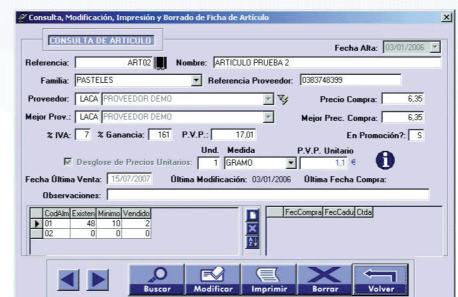 Consulta, Modificación, Impresión y Borrado de Ficha de Artículo
CONSULTA DE ARTICULO
Fecha Alta: 03/01/2006
Referencia: ART02 Nombre: ARTICULO PRUEBA 2
Familia: PASTELES Referencia Proveedor: 0383748399
Proveedor: LACA PROVEEDOR DEMO Precio Compra: 6,35
Mejor Prov.: LACA PROVEEDOR DEMO Mejor Prec. Compra: 6,35
% IVA: 7 % Ganancia: 161 P.V.P.: 17,01 En Promoción?: S
Und. Medida P.V.P. Unitario
Desglose de Precios Unitarios: 1 GRAMO 1,1
Fecha Última Venta: 15/07/2007 Última Modificación: 03/01/2006 Última Fecha Compra:
Observaciones:
CodAlm Existen Minimo Vendido FecCompra FecCadu Ctda
01 48 10 2
02 0 0 0
Buscar Modificar Imprimir Borrar Volver